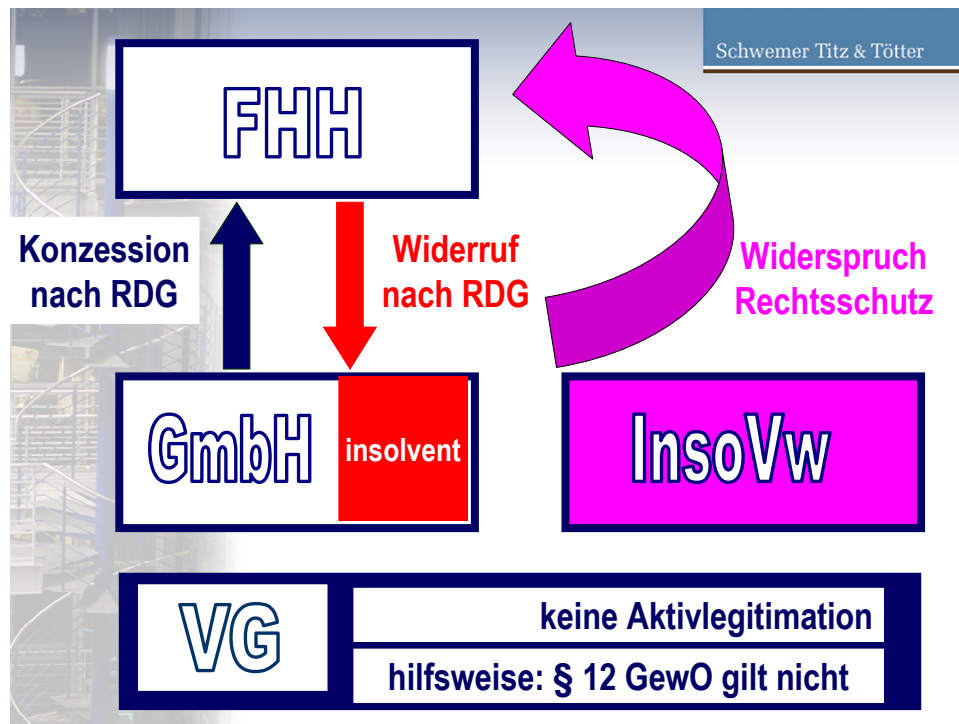 Schwemer Titz & Tötter
FHH
Konzession
nach RDG
Widerruf
nach RDG
Widerspruch
Rechtsschutz
GmbH
insolvent
InsoVw
VG
keine Aktivlegitimation
hilfsweise: § 12 GewO gilt nicht